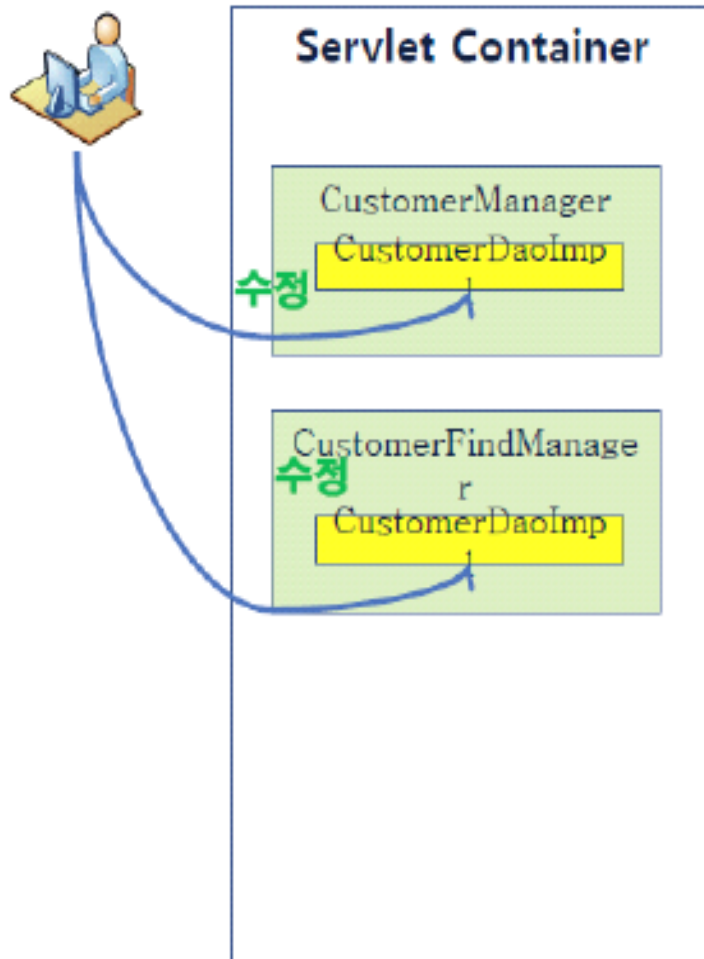 Servlet Container
CustomerManager
CustomerDaoImp
l
수정
CustomerFindManage
수정
r
CustomerDaoImp
l